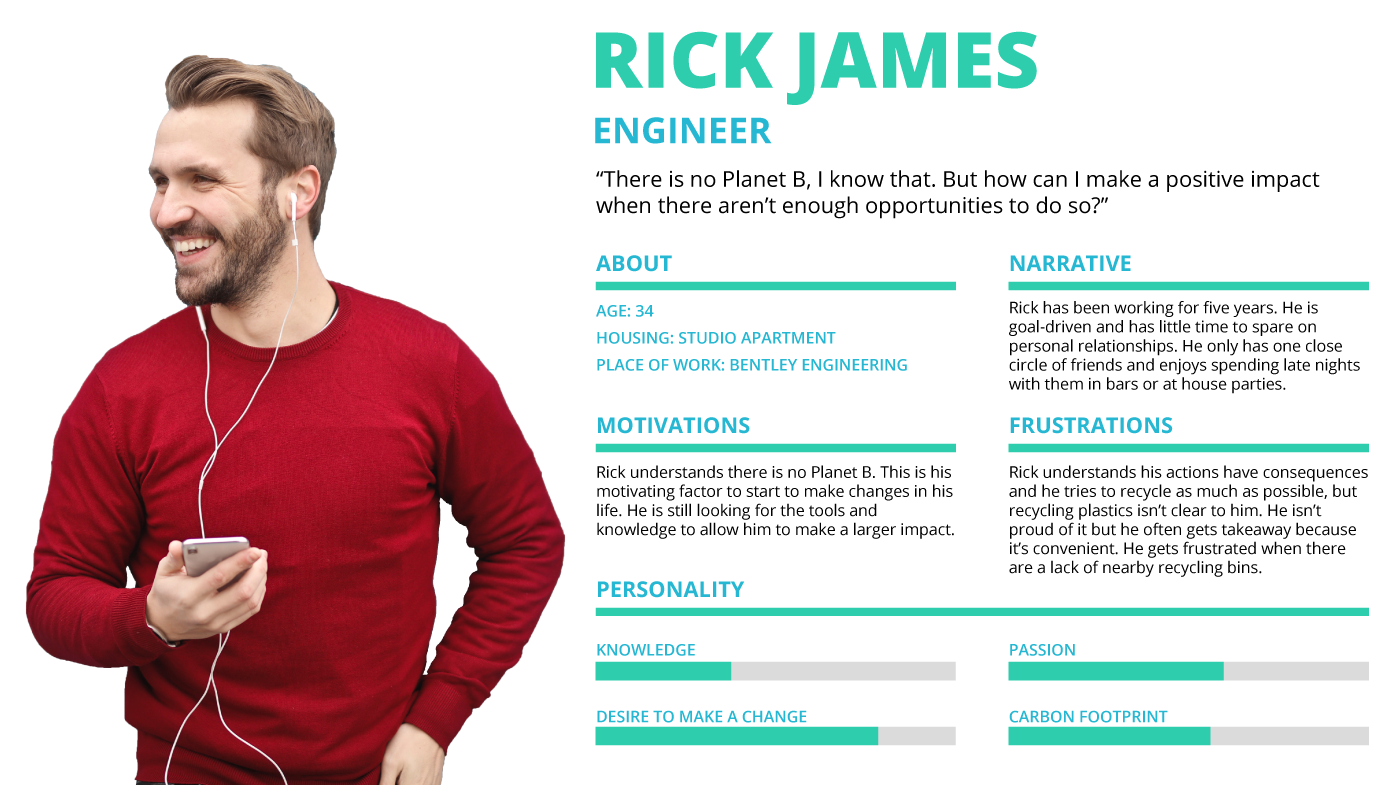 RICK JAMES
ENGINEER
“There is no Planet B, I know that. But how can I make a positive impact
when there aren’t enough opportunities to do so?”
ABOUT
AGE: 34
HOUSING: STUDIO APARTMENT
PLACE OF WORK: BENTLEY ENGINEERING
NARRATIVE
Rick has been working for five years. He is
goal-driven and has little time to spare on
personal relationships. He only has one close
circle of friends and enjoys spending late nights
with them in bars or at house parties.
MOTIVATIONS
Rick understands there is no Planet B. This is his
motivating factor to start to make changes in his
life. He is still looking for the tools and
knowledge to allow him to make a larger impact.
FRUSTRATIONS
Rick understands his actions have consequences
and he tries to recycle as much as possible, but
recycling plastics isn’t clear to him. He isn’t
proud of it but he often gets takeaway because
it’s convenient. He gets frustrated when there
are a lack of nearby recycling bins.
PERSONALITY
KNOWLEDGE
PASSION
DESIRE TO MAKE A CHANGE
CARBON FOOTPRINT